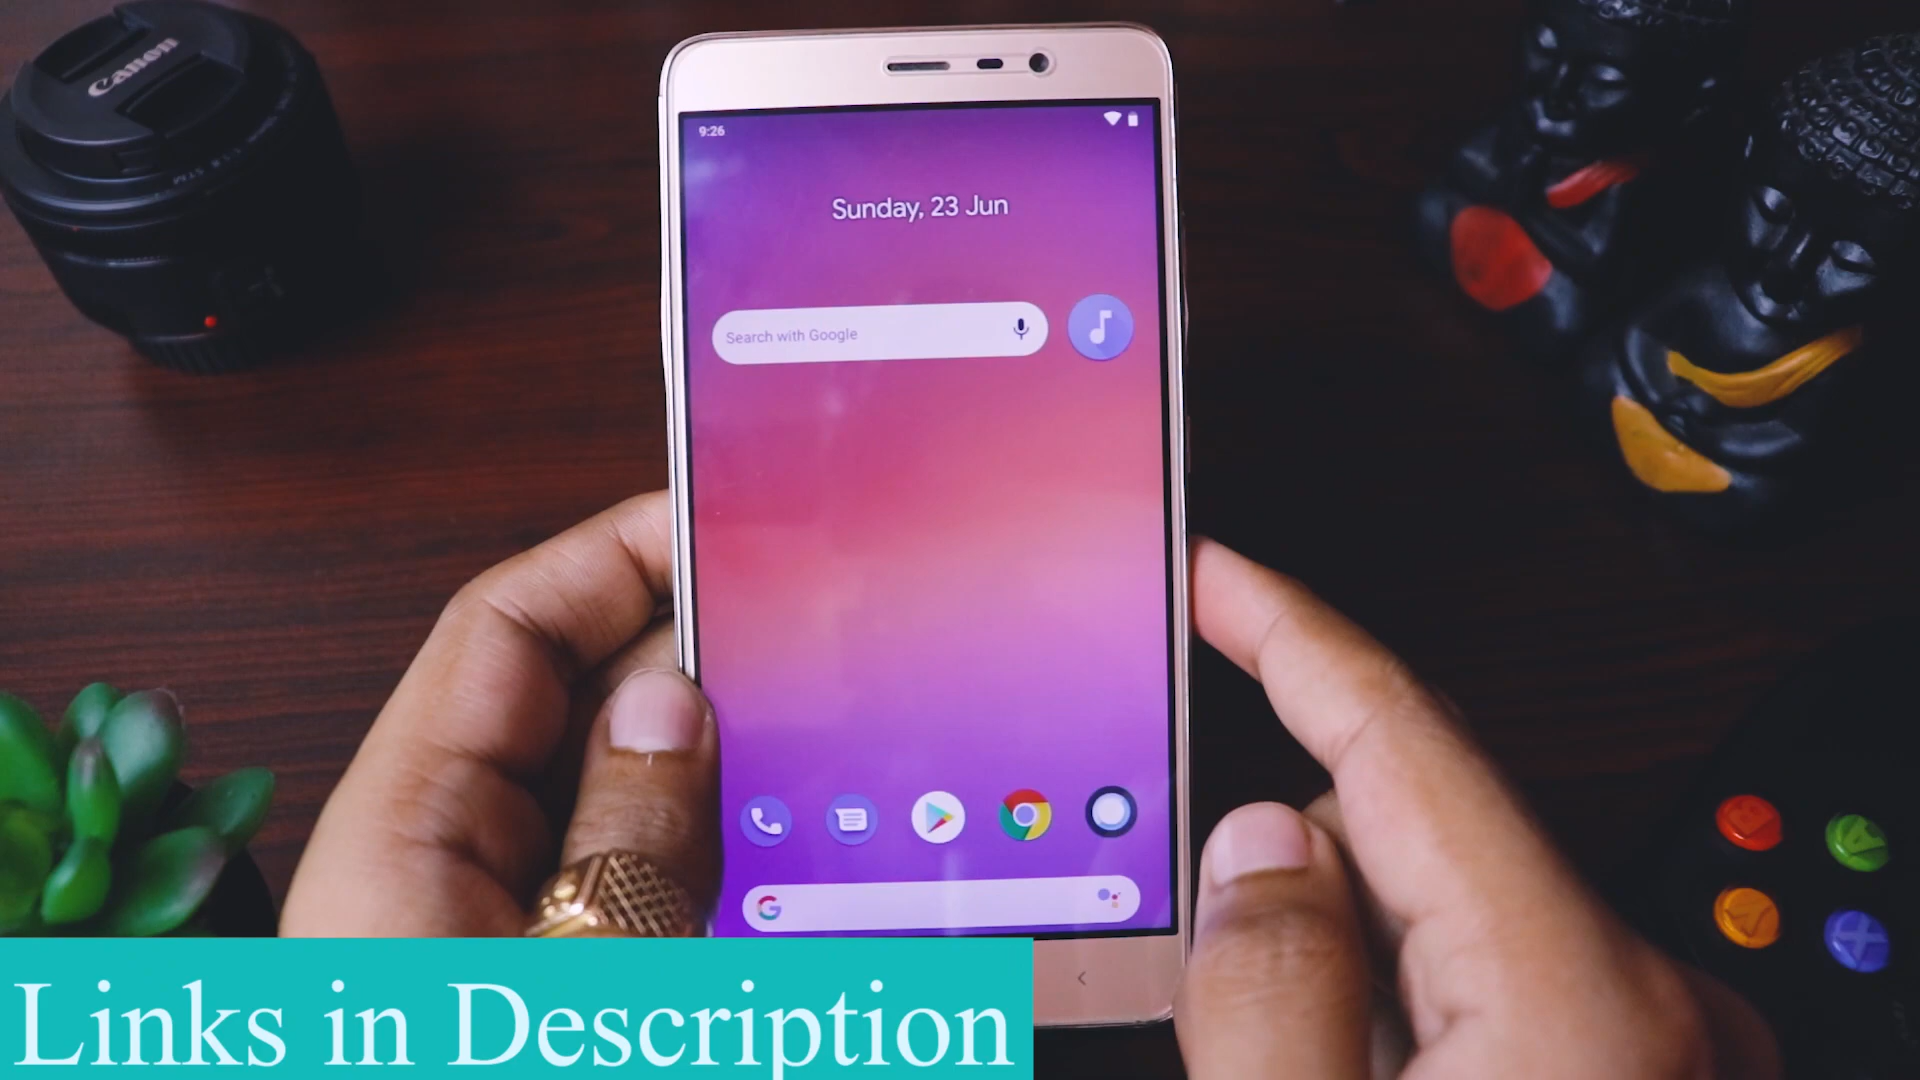 Canon
9:26
Sunday, 23 Jun
Search with Google
G
B
A
Y
X
Links in Description